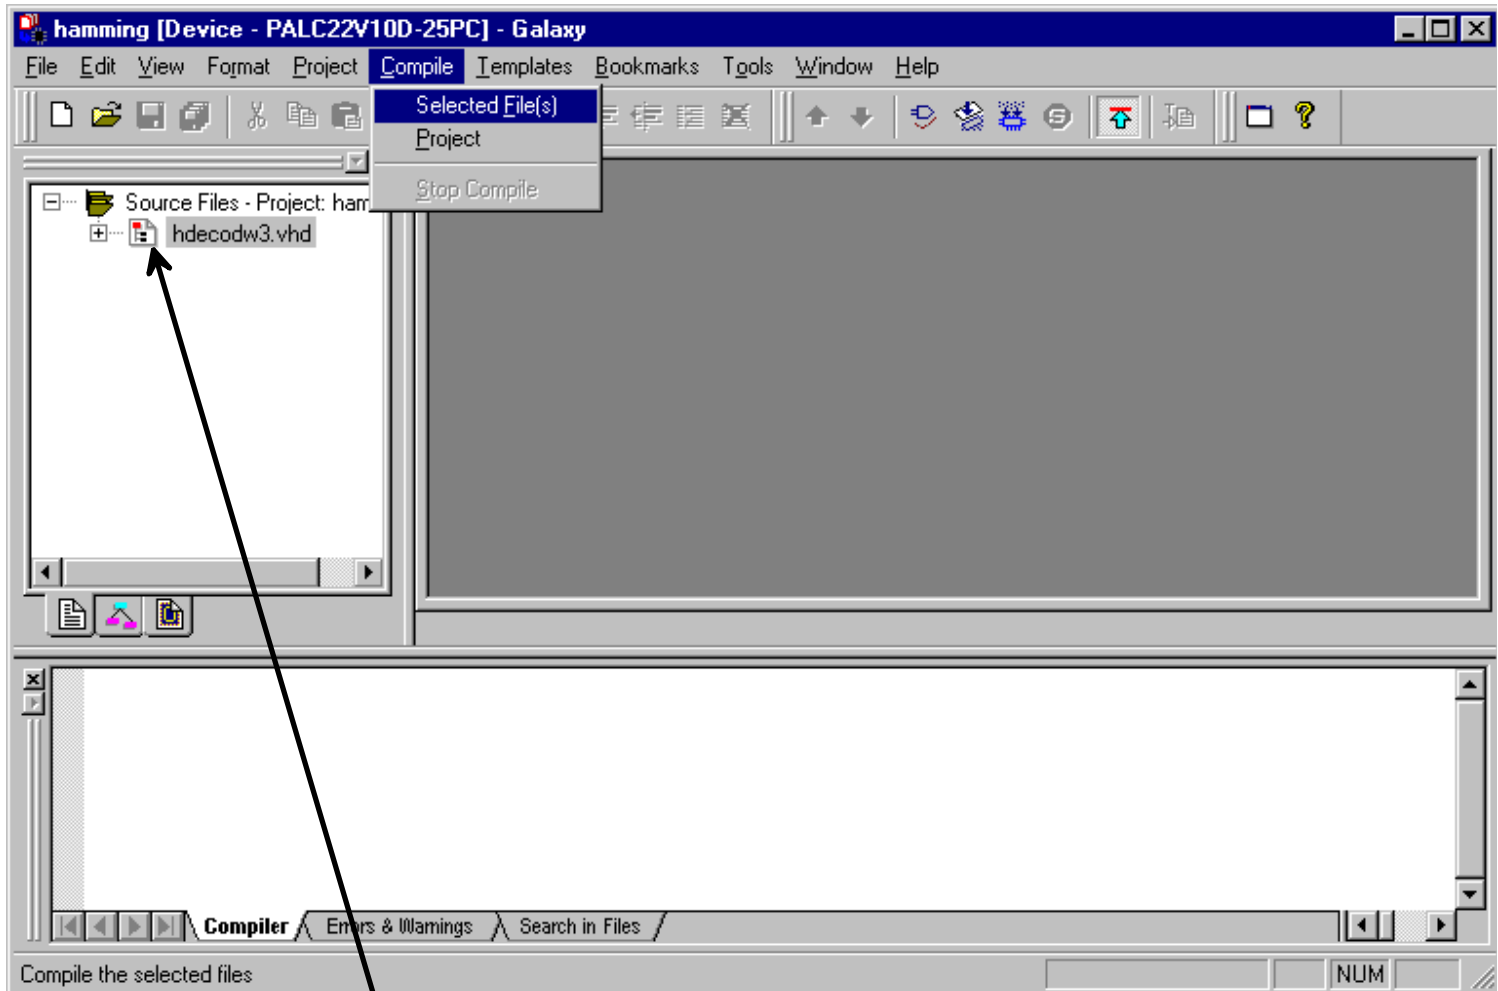 hamming [Device - PALC22V10D-25PC] - Galaxy
File Edit View Format Project Compile Templates Bookmarks Tools Window Help
Selected File(s)
Project
Stop Compile
Source Files - Project: ham
hdecodw3.vhd
Compiler Errors & Warnings Search in Files
Compile the selected files NUM